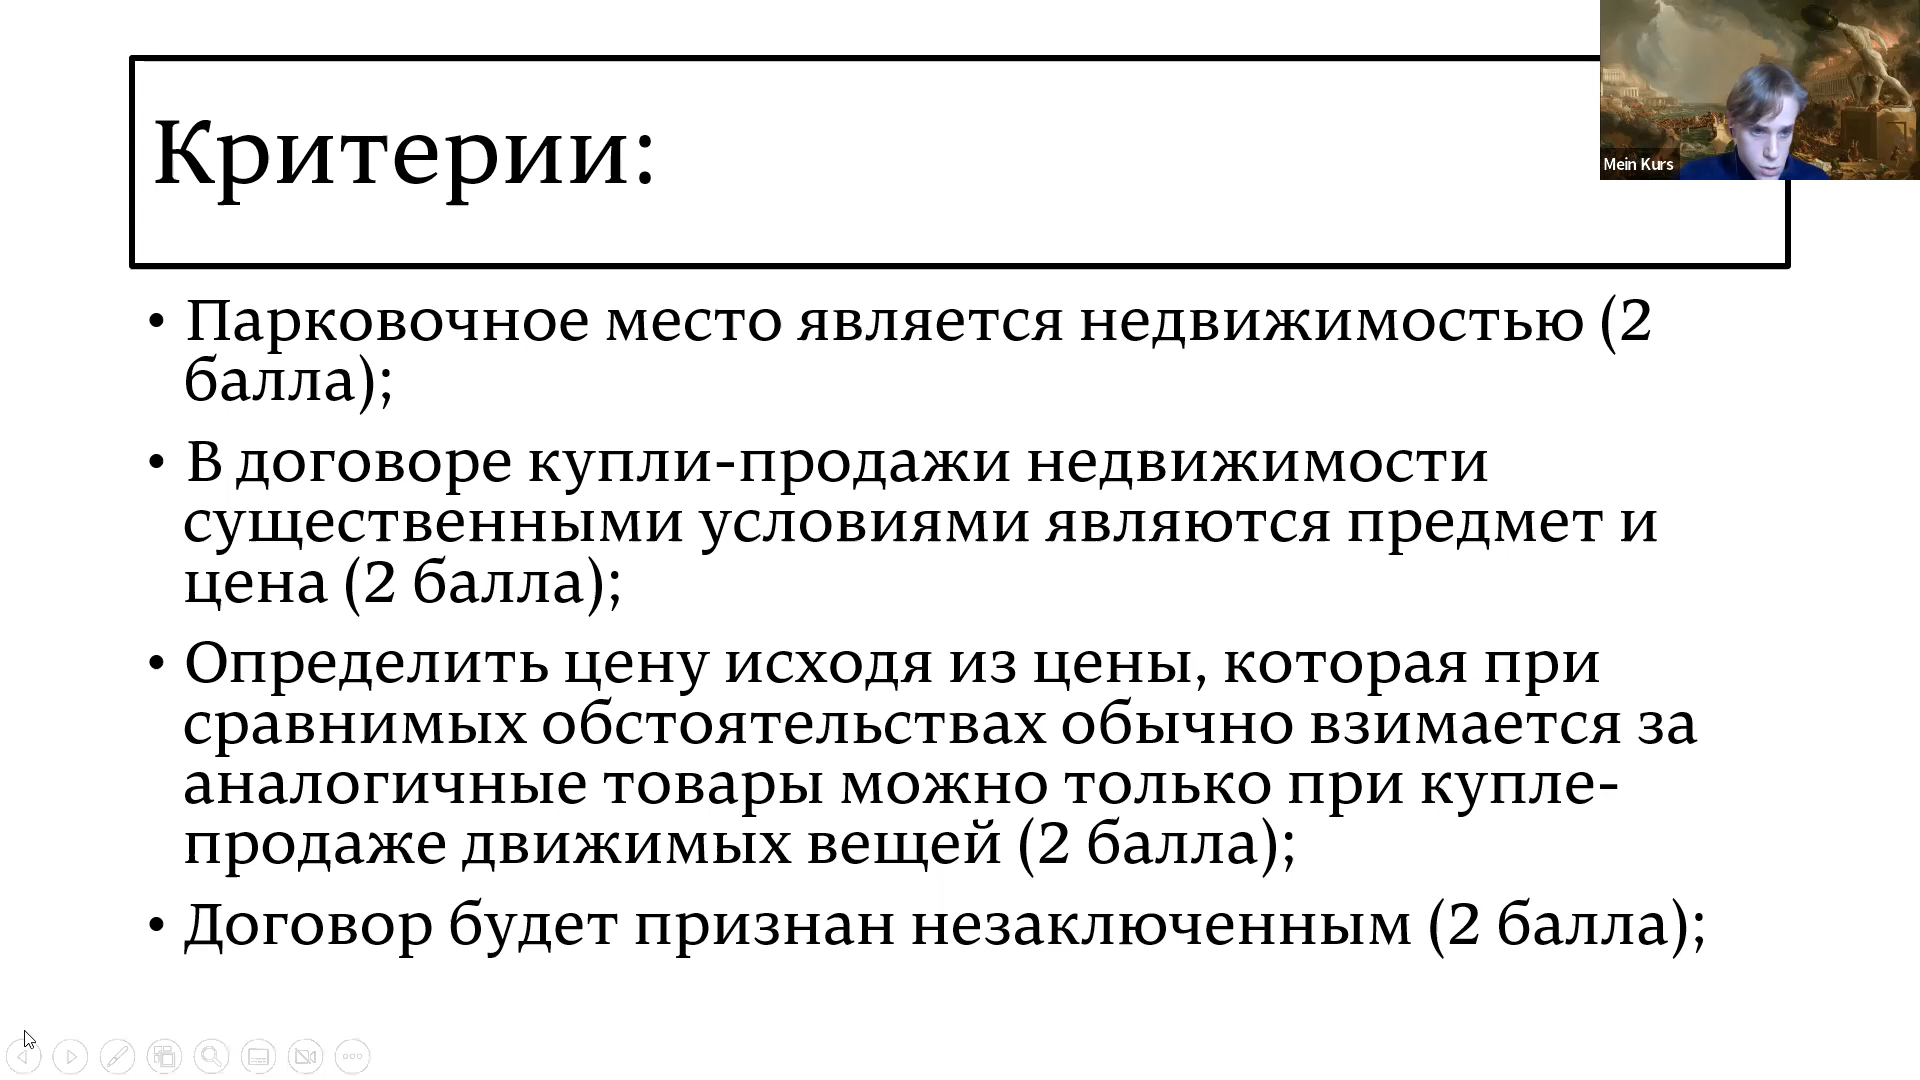 Критерии:
Mein Kurs
• Парковочное место является недвижимостью (2
балла);
• В договоре купли-продажи недвижимости
существенными условиями являются предмет и
цена (2 балла);
• Определить цену исходя из цены, которая при
сравнимых обстоятельствах обычно взимается за
аналогичные товары можно только при купле-
продаже движимых вещей (2 балла);
• Договор будет признан незаключенным (2 балла);